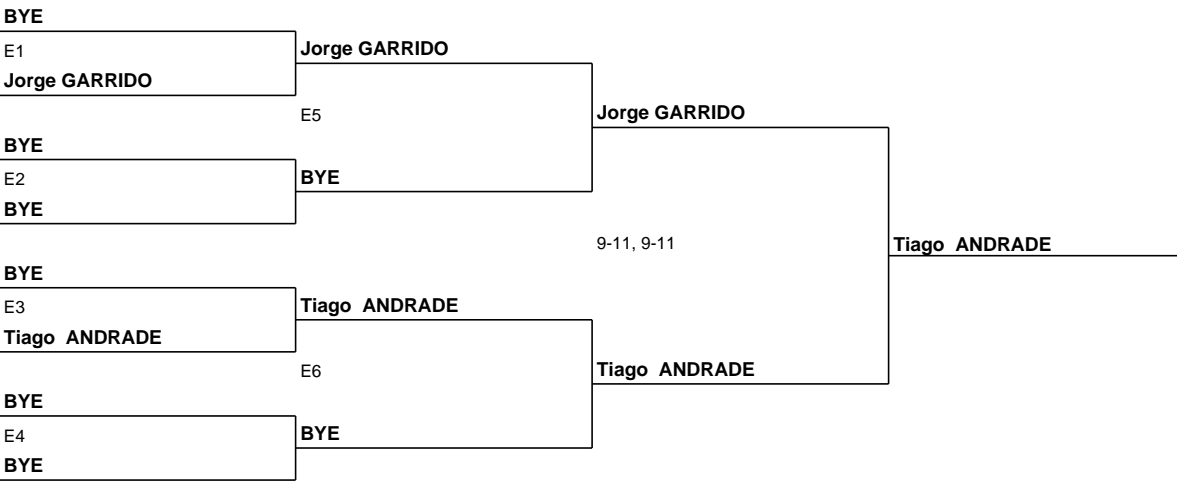 BYE
E1
Jorge GARRIDO
Jorge GARRIDO
E5
Jorge GARRIDO
BYE
E2
BYE
BYE
9-11, 9-11
Tiago ANDRADE
BYE
E3
Tiago ANDRADE
Tiago ANDRADE
E6
Tiago ANDRADE
BYE
E4
BYE
BYE